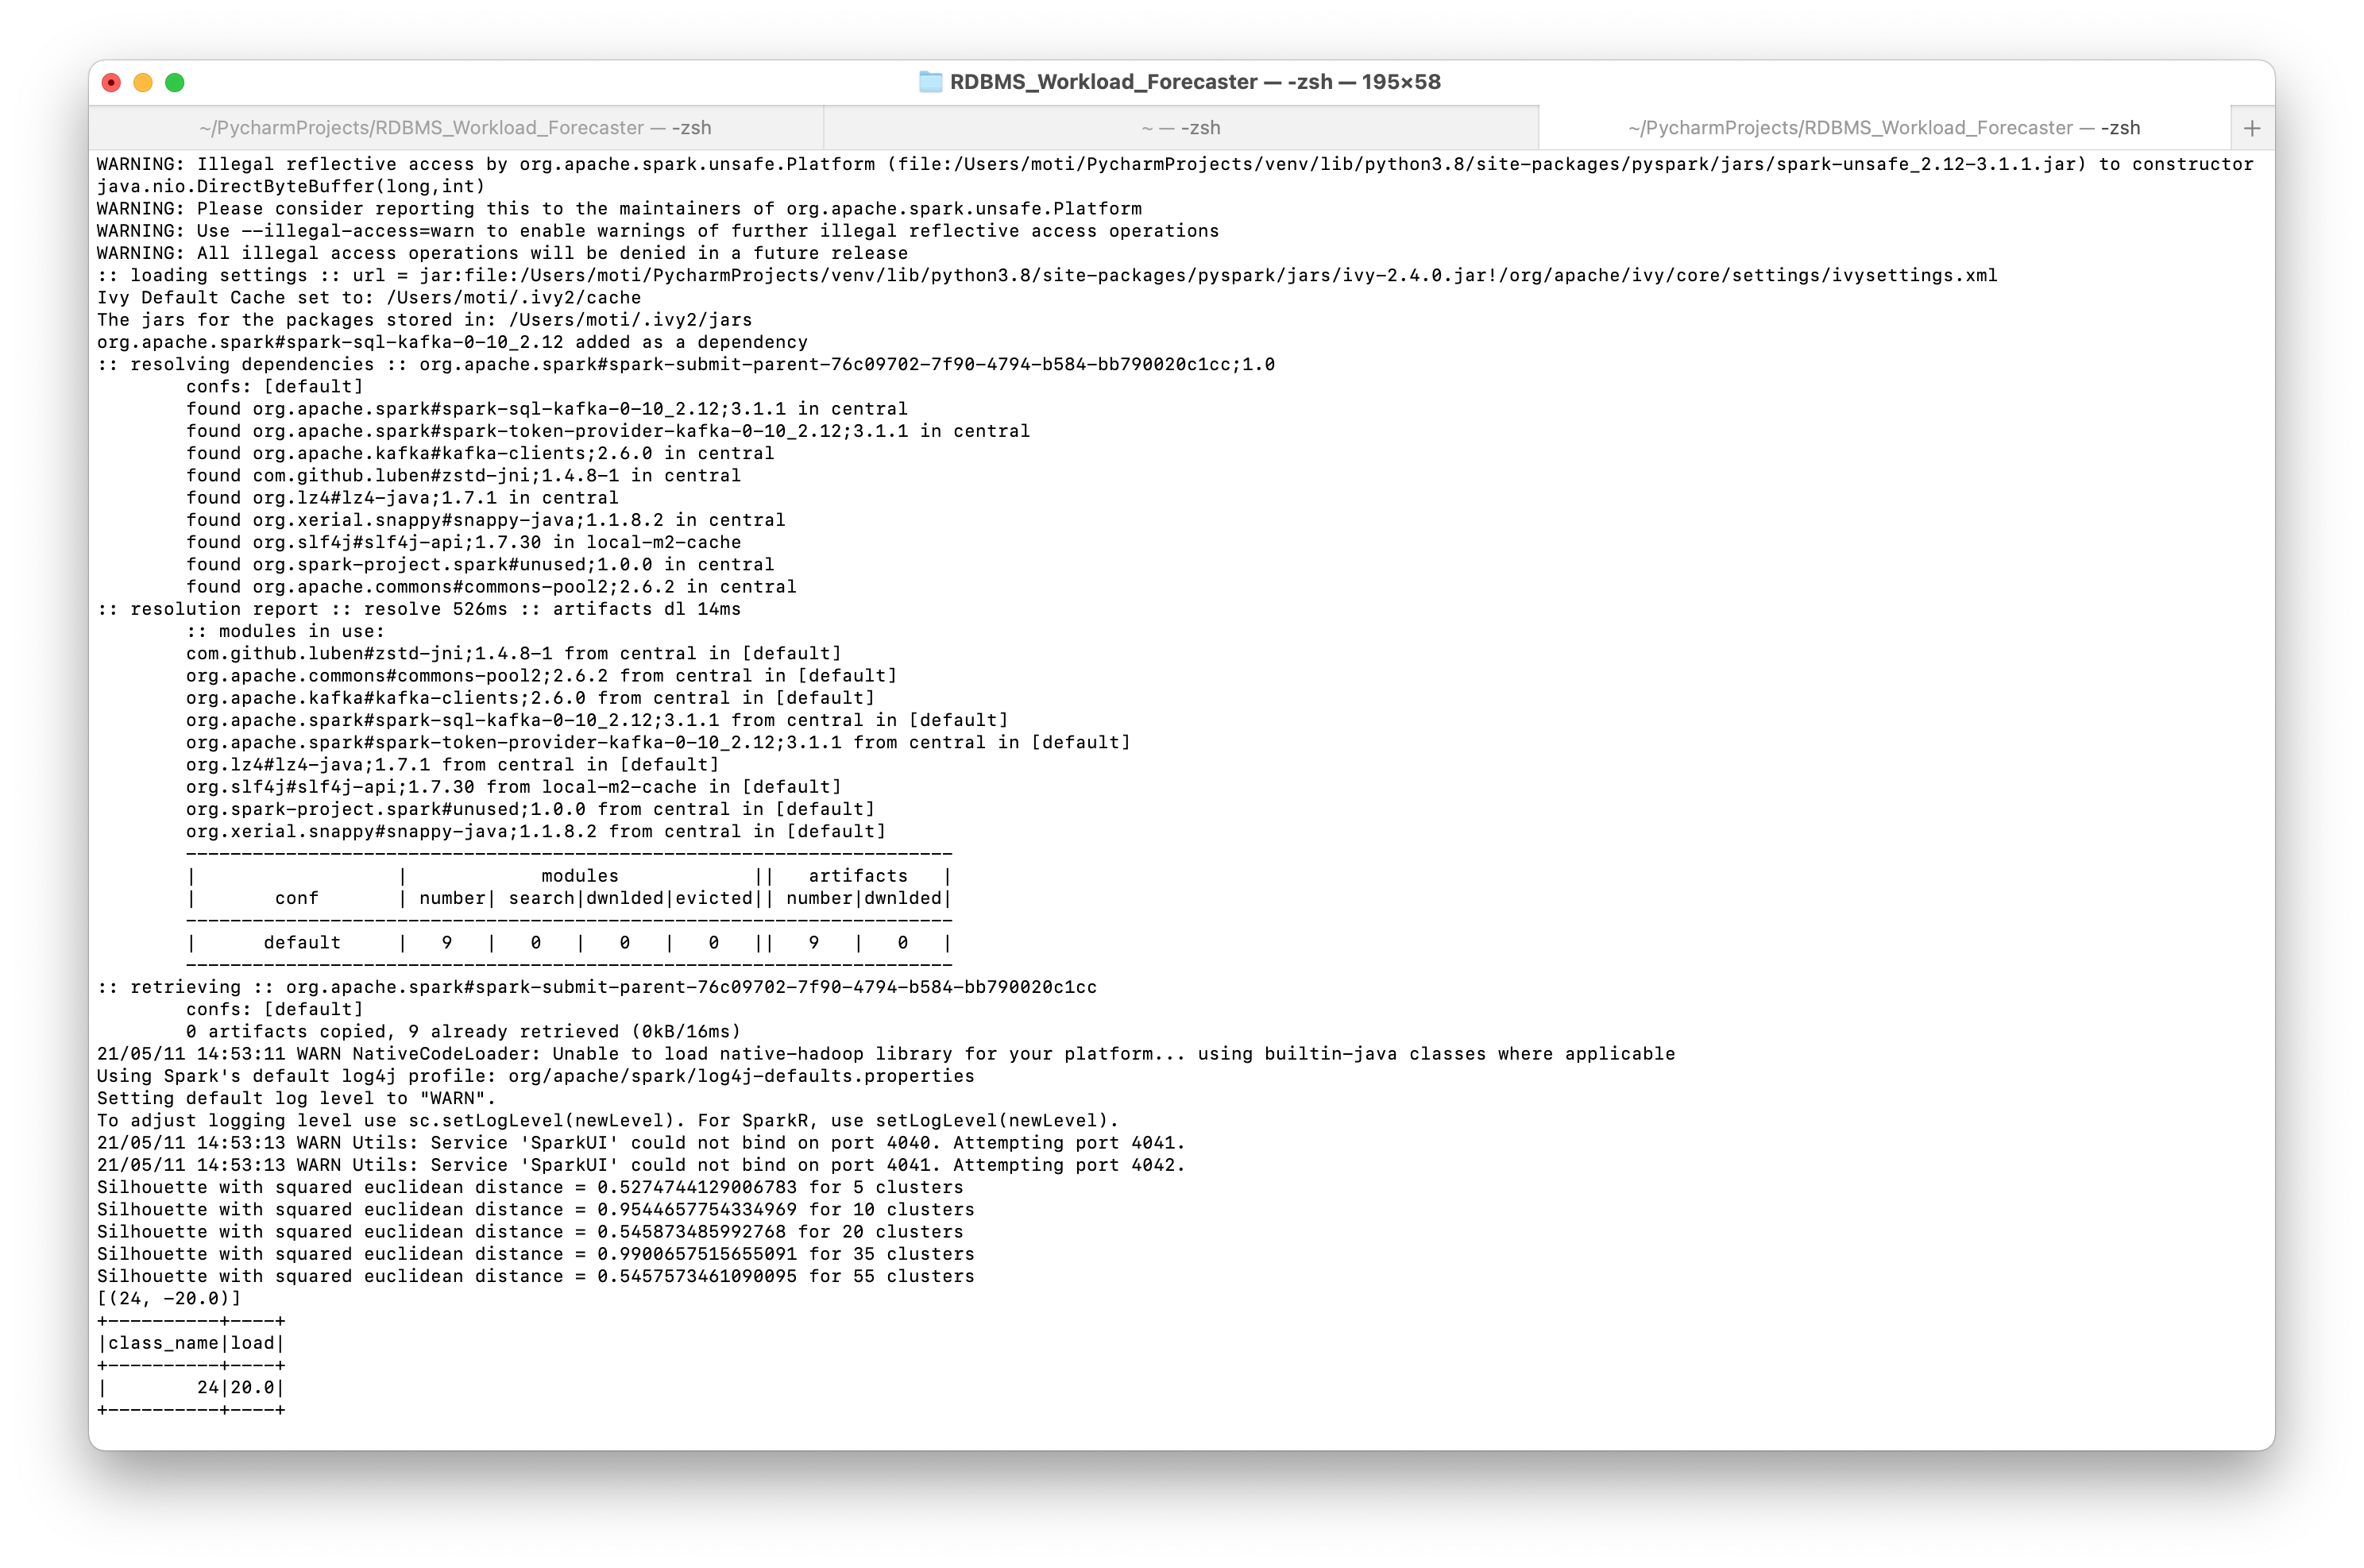 RDBMS_Workload_Forecaster — -zsh — 195×58
~/PycharmProjects/RDBMS_Workload_Forecaster — -zsh
~ — -zsh
~/PycharmProjects/RDBMS_Workload_Forecaster — -zsh
+
WARNING: Illegal reflective access by org.apache.spark.unsafe.Platform (file:/Users/moti/PycharmProjects/venv/lib/python3.8/site-packages/pyspark/jars/spark-unsafe_2.12-3.1.1.jar) to constructor
java.nio.DirectByteBuffer(long,int)
WARNING: Please consider reporting this to the maintainers of org.apache.spark.unsafe.Platform
WARNING: Use --illegal-access=warn to enable warnings of further illegal reflective access operations
WARNING: All illegal access operations will be denied in a future release
:: loading settings :: url = jar:file:/Users/moti/PycharmProjects/venv/lib/python3.8/site-packages/pyspark/jars/ivy-2.4.0.jar!/org/apache/ivy/core/settings/ivysettings.xml
Ivy Default Cache set to: /Users/moti/.ivy2/cache
The jars for the packages stored in: /Users/moti/.ivy2/jars
org.apache.spark#spark-sql-kafka-0-10_2.12 added as a dependency
:: resolving dependencies :: org.apache.spark#spark-submit-parent-76c09702-7f90-4794-b584-bb790020c1cc;1.0
confs: [default]
found org.apache.spark#spark-sql-kafka-0-10_2.12;3.1.1 in central
found org.apache.spark#spark-token-provider-kafka-0-10_2.12;3.1.1 in central
found org.apache.kafka#kafka-clients;2.6.0 in central
found com.github.luben#zstd-jni;1.4.8-1 in central
found org.lz4#lz4-java;1.7.1 in central
found org.xerial.snappy#snappy-java;1.1.8.2 in central
found org.slf4j#slf4j-api;1.7.30 in local-m2-cache
found org.spark-project.spark#unused;1.0.0 in central
found org.apache.commons#commons-pool2;2.6.2 in central
:: resolution report :: resolve 526ms :: artifacts dl 14ms
:: modules in use:
com.github.luben#zstd-jni;1.4.8-1 from central in [default]
org.apache.commons#commons-pool2;2.6.2 from central in [default]
org.apache.kafka#kafka-clients;2.6.0 from central in [default]
org.apache.spark#spark-sql-kafka-0-10_2.12;3.1.1 from central in [default]
org.apache.spark#spark-token-provider-kafka-0-10_2.12;3.1.1 from central in [default]
org.lz4#lz4-java;1.7.1 from central in [default]
org.slf4j#slf4j-api;1.7.30 from local-m2-cache in [default]
org.spark-project.spark#unused;1.0.0 from central in [default]
org.xerial.snappy#snappy-java;1.1.8.2 from central in [default]
---------------------------------------------------------------------
|                  |            modules            ||   artifacts   |
|       conf       | number| search|dwnlded|evicted|| number|dwnlded|
---------------------------------------------------------------------
|      default     |   9   |   0   |   0   |   0   ||   9   |   0   |
---------------------------------------------------------------------
:: retrieving :: org.apache.spark#spark-submit-parent-76c09702-7f90-4794-b584-bb790020c1cc
confs: [default]
0 artifacts copied, 9 already retrieved (0kB/16ms)
21/05/11 14:53:11 WARN NativeCodeLoader: Unable to load native-hadoop library for your platform... using builtin-java classes where applicable
Using Spark's default log4j profile: org/apache/spark/log4j-defaults.properties
Setting default log level to "WARN".
To adjust logging level use sc.setLogLevel(newLevel). For SparkR, use setLogLevel(newLevel).
21/05/11 14:53:13 WARN Utils: Service 'SparkUI' could not bind on port 4040. Attempting port 4041.
21/05/11 14:53:13 WARN Utils: Service 'SparkUI' could not bind on port 4041. Attempting port 4042.
Silhouette with squared euclidean distance = 0.5274744129006783 for 5 clusters
Silhouette with squared euclidean distance = 0.9544657754334969 for 10 clusters
Silhouette with squared euclidean distance = 0.545873485992768 for 20 clusters
Silhouette with squared euclidean distance = 0.9900657515655091 for 35 clusters
Silhouette with squared euclidean distance = 0.5457573461090095 for 55 clusters
[(24, -20.0)]
+----------+----+
|class_name|load|
+----------+----+
|        24|20.0|
+----------+----+